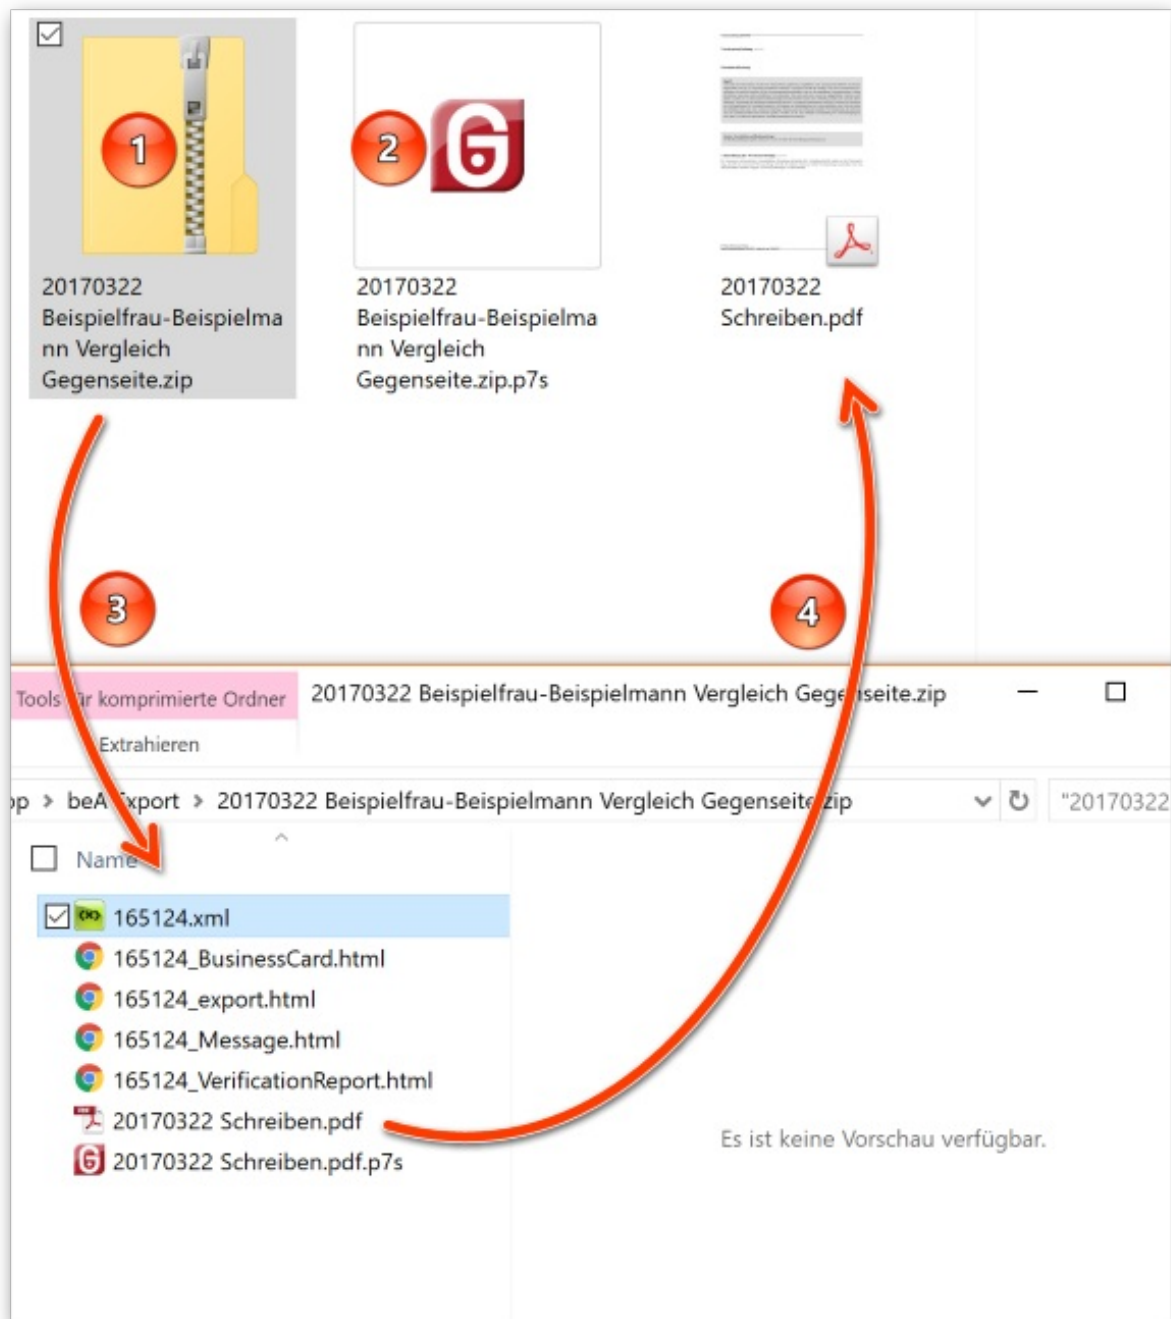 1
2
20170322
Beispielfrau-Beispielma
nn Vergleich
Gegenseite.zip
20170322
Beispielfrau-Beispielma
nn Vergleich
Gegenseite.zip.p7s
20170322
Schreiben.pdf
3
4
Tools für komprimierte Ordner
20170322 Beispielfrau-Beispielmann Vergleich Gegenseite.zip
Extrahieren
op > beA Export > 20170322 Beispielfrau-Beispielmann Vergleich Gegenseite.zip
"20170322
Name
165124.xml
165124_BusinessCard.html
165124_export.html
165124_Message.html
165124_VerificationReport.html
20170322 Schreiben.pdf
20170322 Schreiben.pdf.p7s
Es ist keine Vorschau verfügbar.